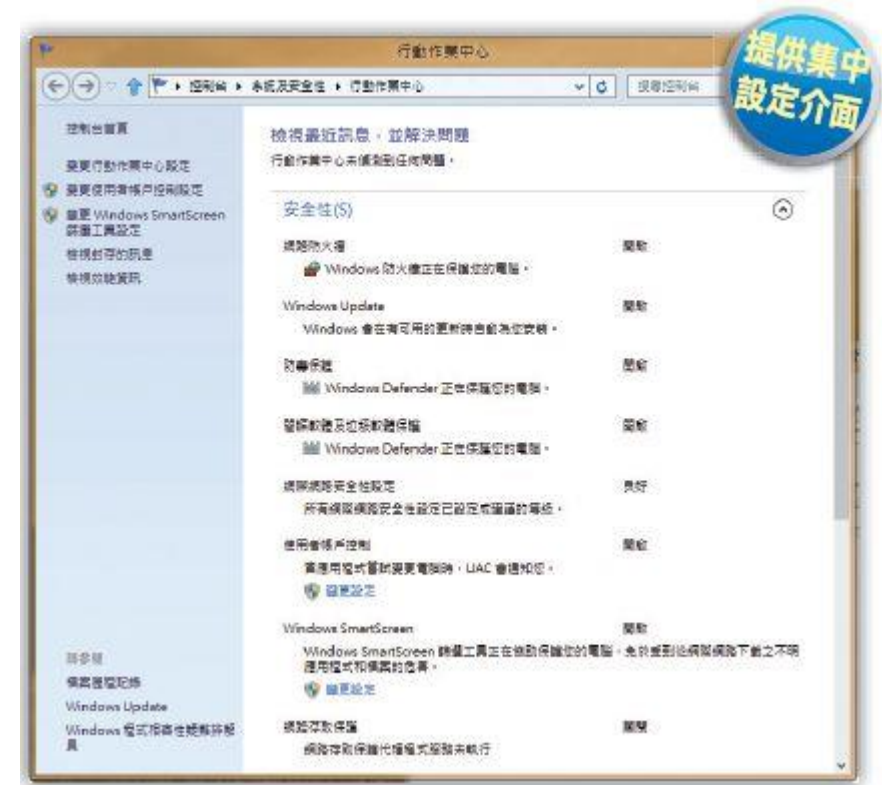 行動作業中心
提供集中
設定介面
控制台 ▸ 系統及安全性 ▸ 行動作業中心
搜尋控制台
控制台首頁
變更行動作業中心設定
變更使用者帳戶控制設定
變更 Windows SmartScreen
篩選工具設定
檢視封存的訊息
檢視效能資訊
檢視最近訊息，並解決問題
行動作業中心未偵測到任何問題。
安全性(S)
網路防火牆 開啟
Windows 防火牆正在保護您的電腦。
Windows Update 開啟
Windows 會在有可用的更新時自動為您安裝。
防毒保護 開啟
Windows Defender 正在保護您的電腦。
間諜軟體及垃圾軟體保護 開啟
Windows Defender 正在保護您的電腦。
網際網路安全性設定 良好
所有網際網路安全性設定已設定成建議的等級。
使用者帳戶控制 開啟
當應用程式嘗試變更電腦時，UAC 會通知您。
變更設定
Windows SmartScreen 開啟
Windows SmartScreen 篩選工具正在協助保護您的電腦，免於受到從網際網路下載之不明
應用程式和檔案的危害。
變更設定
網路存取保護 關閉
網路存取保護代理程式服務未執行
請參閱
檔案歷程記錄
Windows Update
Windows 程式相容性疑難排解
員